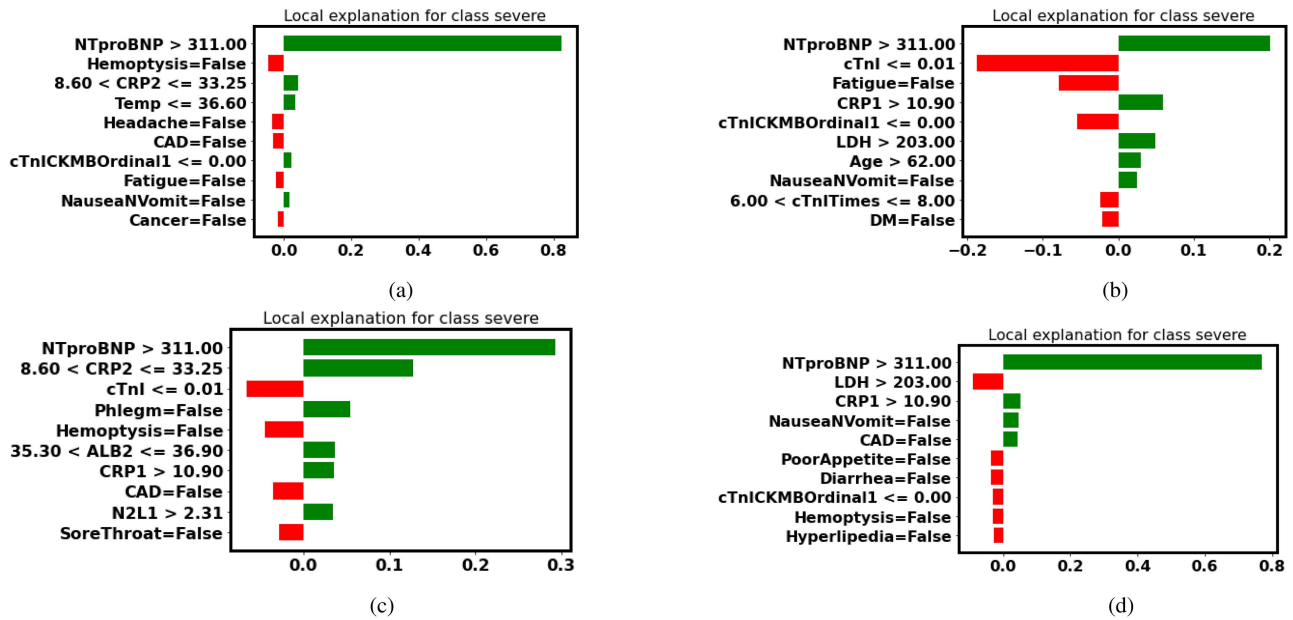 Local explanation for class severe
NTproBNP > 311.00
Hemoptysis=False
8.60 < CRP2 <= 33.25
Temp <= 36.60
Headache=False
CAD=False
cTnICKMBOrdinal1 <= 0.00
Fatigue=False
NauseaNVomit=False
Cancer=False
0.0 0.2 0.4 0.6 0.8
(a)
Local explanation for class severe
NTproBNP > 311.00
cTnI <= 0.01
Fatigue=False
CRP1 > 10.90
cTnICKMBOrdinal1 <= 0.00
LDH > 203.00
Age > 62.00
NauseaNVomit=False
6.00 < cTnITimes <= 8.00
DM=False
−0.2 −0.1 0.0 0.1 0.2
(b)
Local explanation for class severe
NTproBNP > 311.00
8.60 < CRP2 <= 33.25
cTnI <= 0.01
Phlegm=False
Hemoptysis=False
35.30 < ALB2 <= 36.90
CRP1 > 10.90
CAD=False
N2L1 > 2.31
SoreThroat=False
0.0 0.1 0.2 0.3
(c)
Local explanation for class severe
NTproBNP > 311.00
LDH > 203.00
CRP1 > 10.90
NauseaNVomit=False
CAD=False
PoorAppetite=False
Diarrhea=False
cTnICKMBOrdinal1 <= 0.00
Hemoptysis=False
Hyperlipedia=False
0.0 0.2 0.4 0.6 0.8
(d)